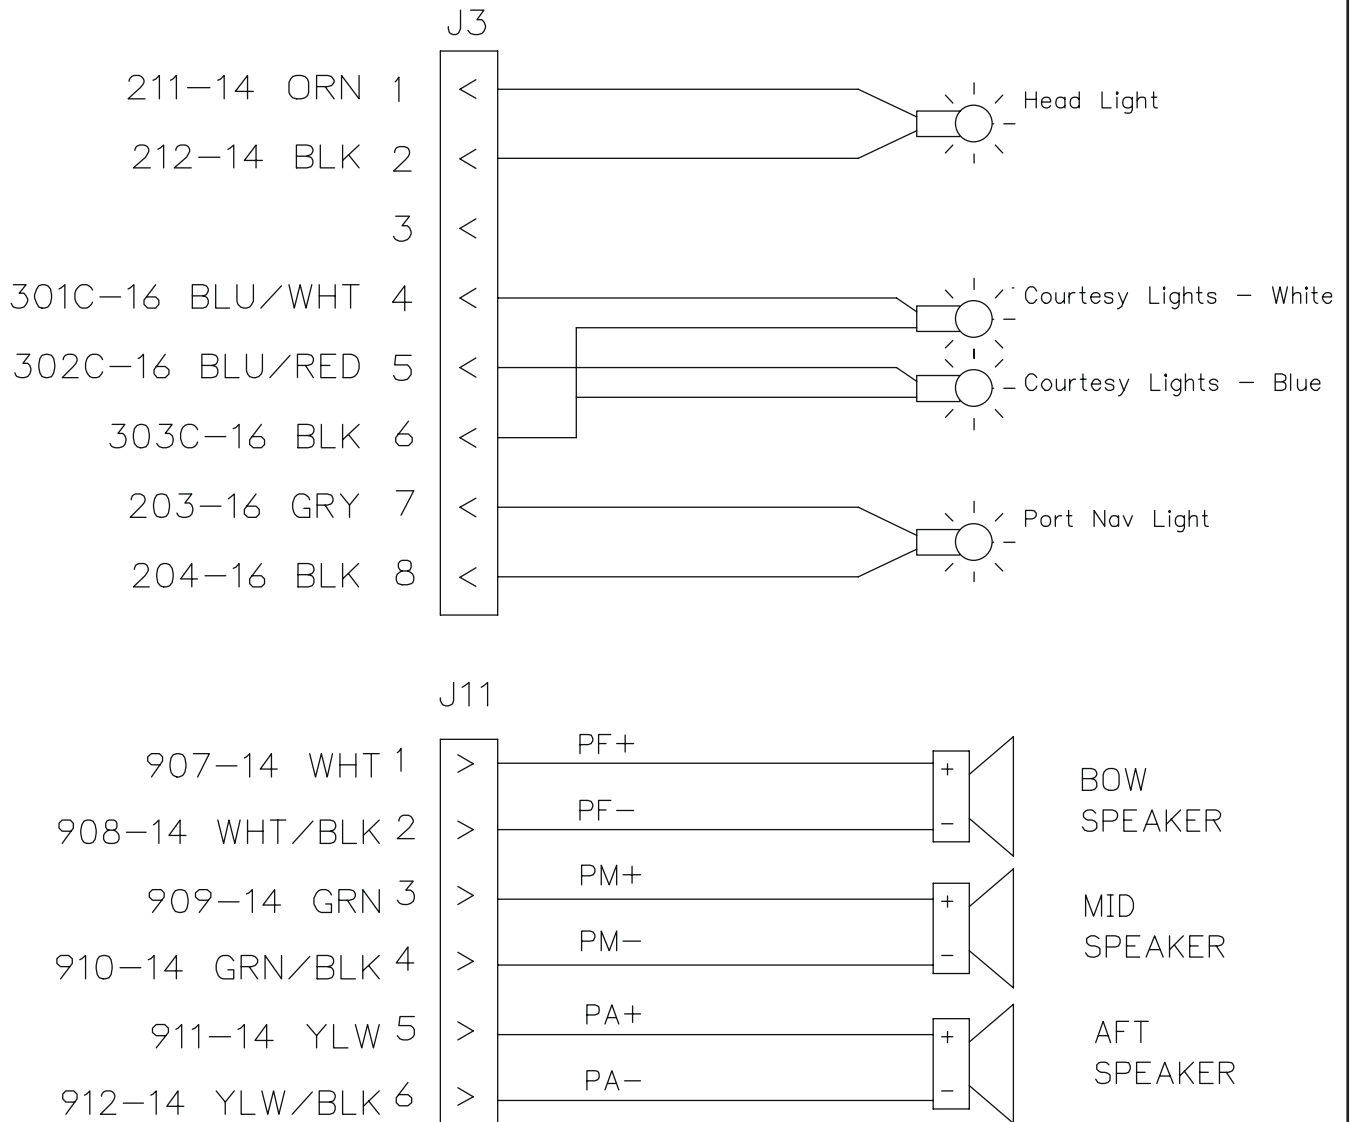 J3
211-14 ORN 1 <
Head Light
212-14 BLK 2 <
3 <
301C-16 BLU/WHT 4 <
Courtesy Lights - White
302C-16 BLU/RED 5 <
Courtesy Lights - Blue
303C-16 BLK 6 <
203-16 GRY 7 <
Port Nav Light
204-16 BLK 8 <
J11
907-14 WHT 1 > PF+ +
BOW
SPEAKER
908-14 WHT/BLK 2 > PF- -
909-14 GRN 3 > PM+ +
MID
SPEAKER
910-14 GRN/BLK 4 > PM- -
911-14 YLW 5 > PA+ +
AFT
SPEAKER
912-14 YLW/BLK 6 > PA- -